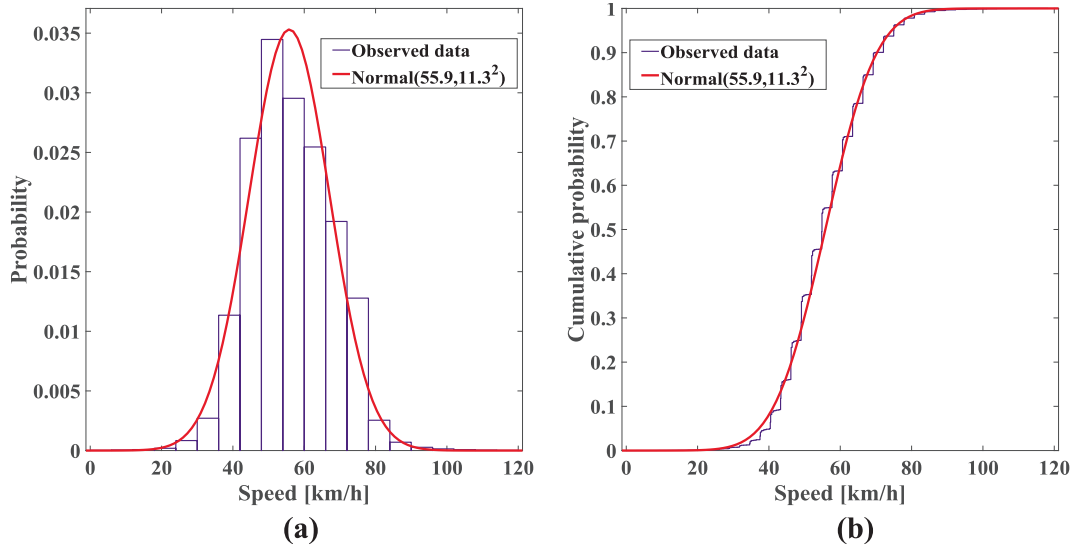 0.035
0.03
0.025
0.02
0.015
0.01
0.005
0
Probability
Observed data
Normal(55.9,11.3²)
0 20 40 60 80 100 120
Speed [km/h]
(a)
1
0.9
0.8
0.7
0.6
0.5
0.4
0.3
0.2
0.1
0
Cumulative probability
Observed data
Normal(55.9,11.3²)
0 20 40 60 80 100 120
Speed [km/h]
(b)